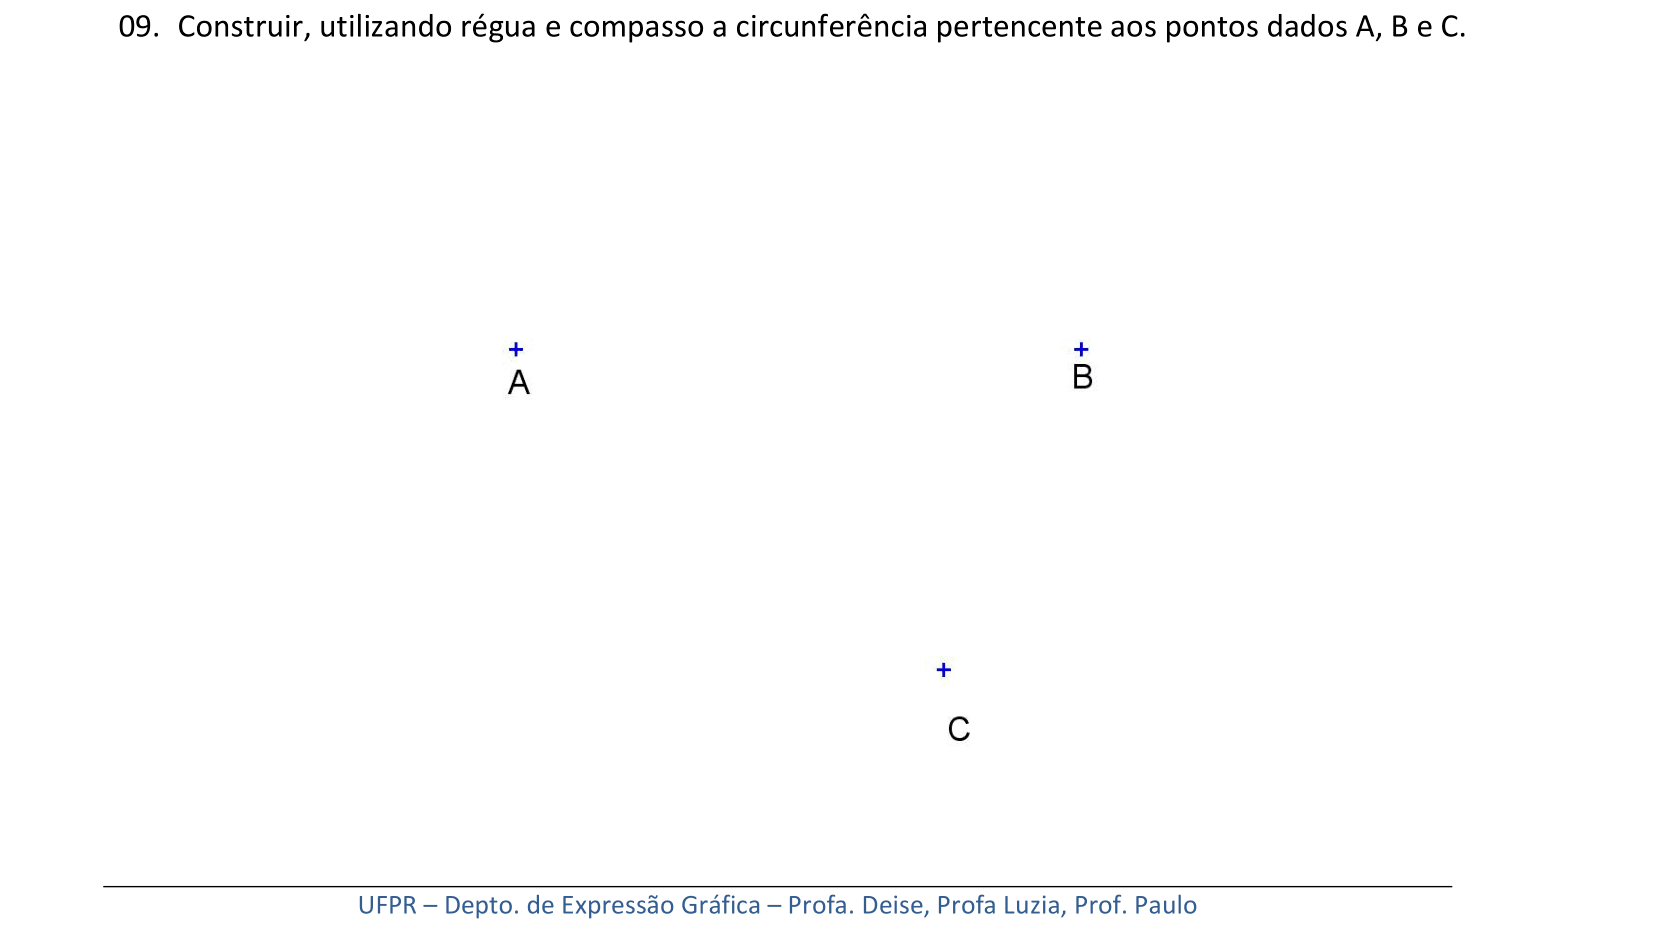 09. Construir, utilizando régua e compasso a circunferência pertencente aos pontos dados A, B e C.
A
B
C
UFPR – Depto. de Expressão Gráfica – Profa. Deise, Profa Luzia, Prof. Paulo